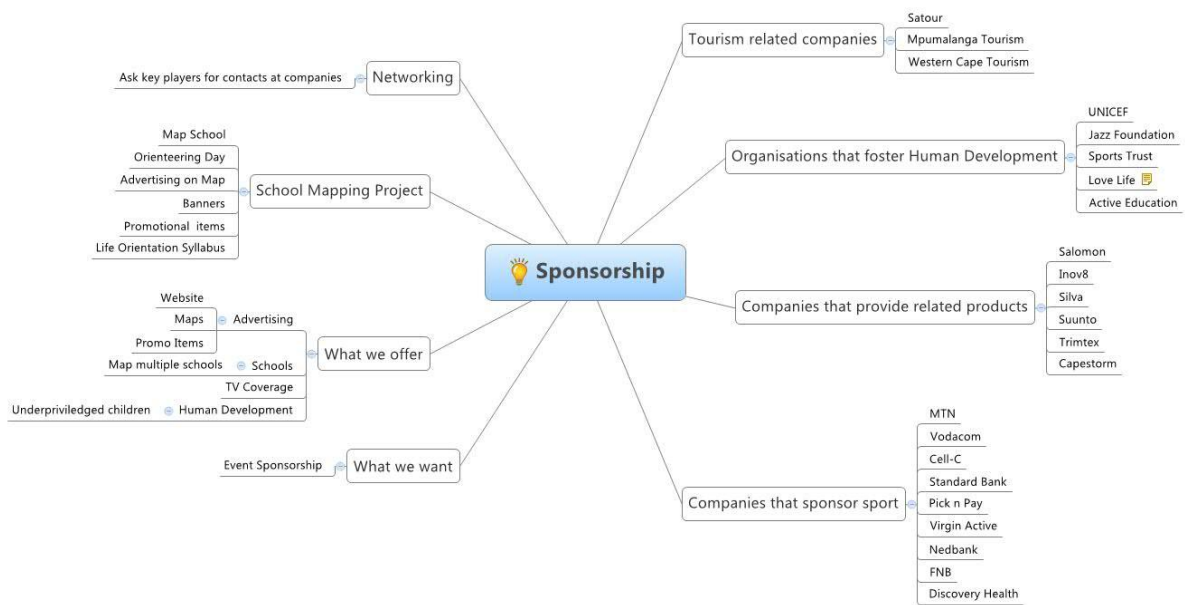 Sponsorship
Tourism related companies
Satour
Mpumalanga Tourism
Western Cape Tourism
Organisations that foster Human Development
UNICEF
Jazz Foundation
Sports Trust
Love Life
Active Education
Companies that provide related products
Salomon
Inov8
Silva
Suunto
Trimtex
Capestorm
Companies that sponsor sport
MTN
Vodacom
Cell-C
Standard Bank
Pick n Pay
Virgin Active
Nedbank
FNB
Discovery Health
Networking
Ask key players for contacts at companies
School Mapping Project
Map School
Orienteering Day
Advertising on Map
Banners
Promotional items
Life Orientation Syllabus
What we offer
Advertising
Website
Maps
Promo Items
Schools
Map multiple schools
TV Coverage
Human Development
Underpriviledged children
What we want
Event Sponsorship